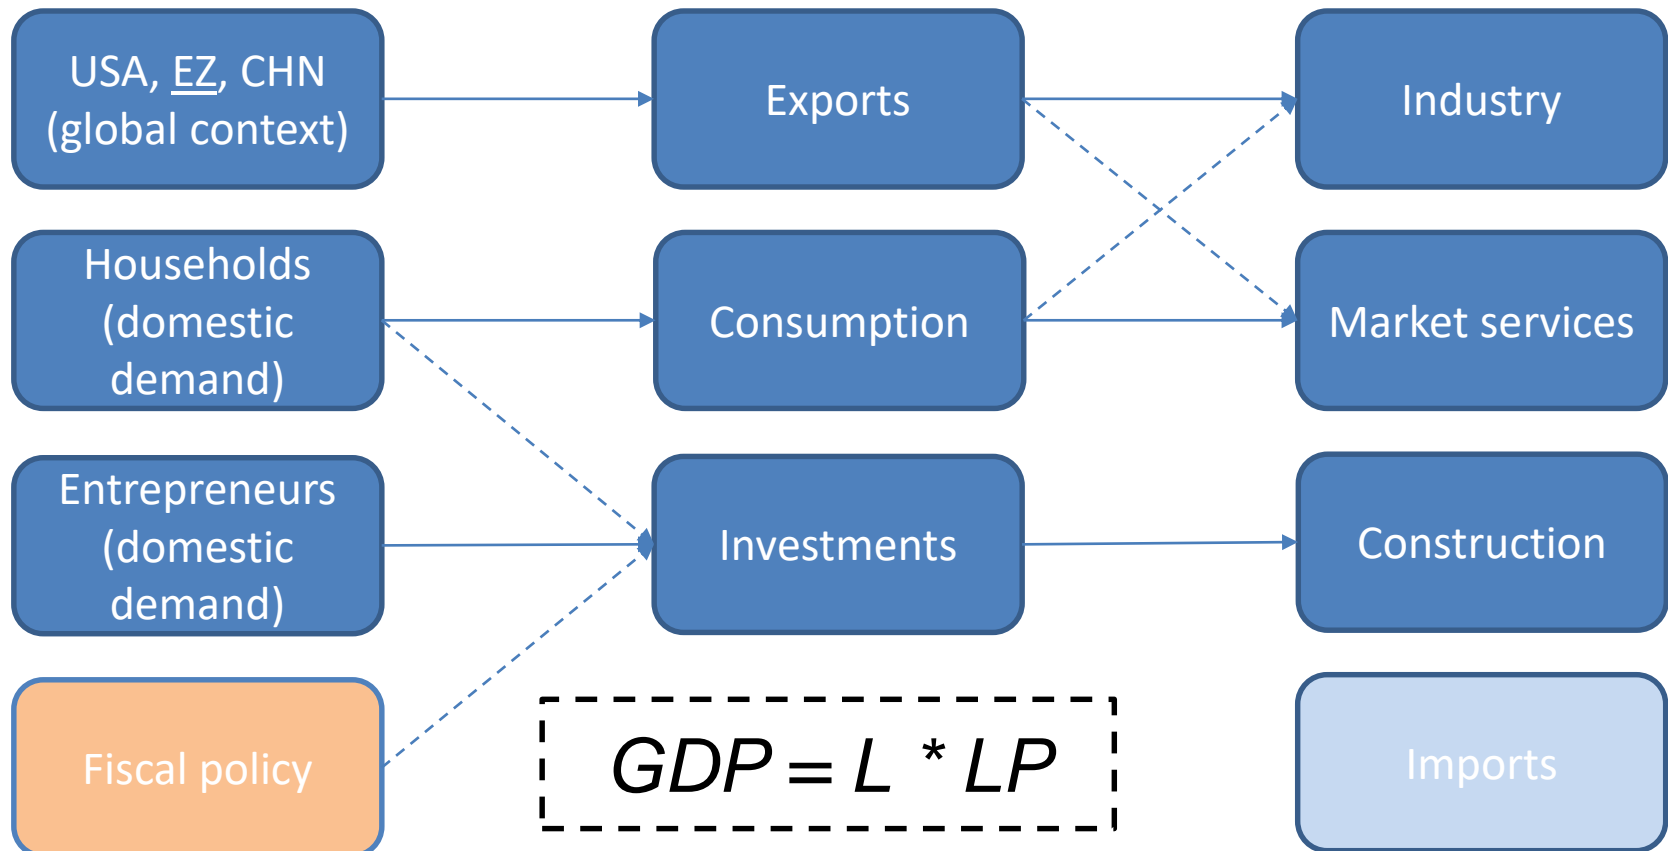 USA, EZ, CHN
(global context)
Exports
Industry
Households
(domestic
demand)
Consumption
Market services
Entrepreneurs
(domestic
demand)
Investments
Construction
Fiscal policy
GDP = L * LP
Imports